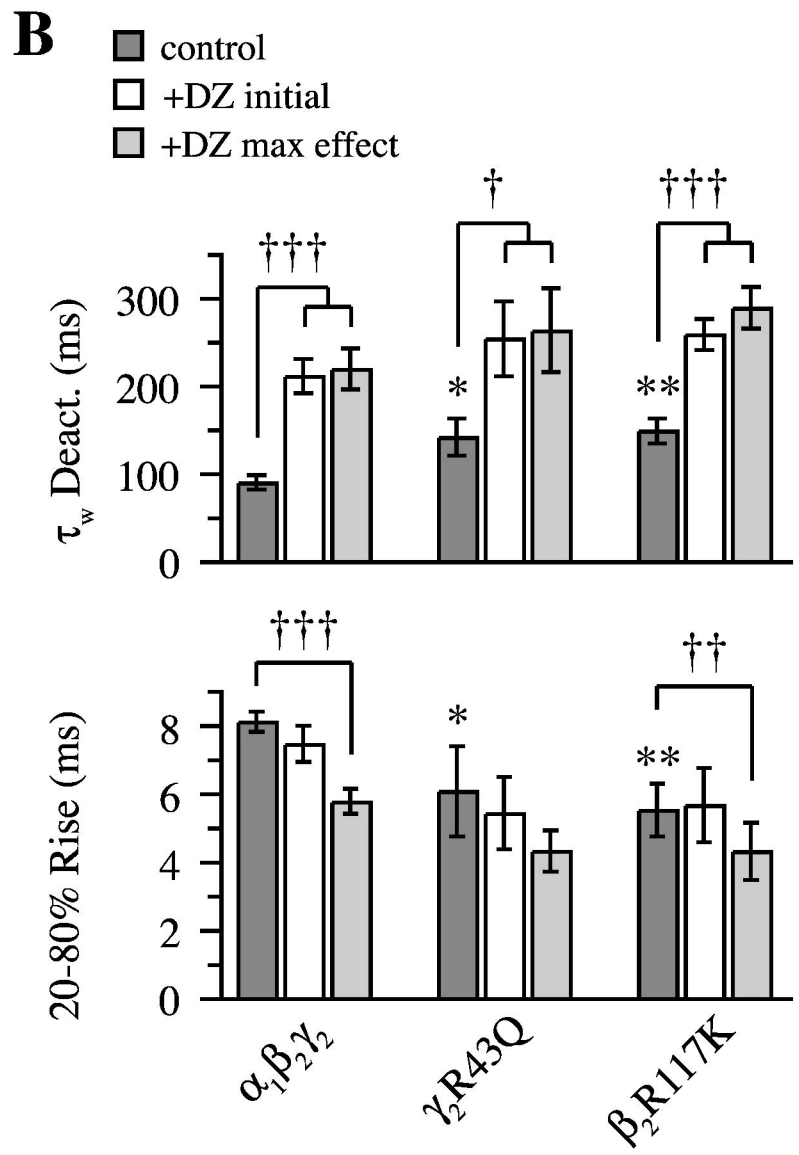 B
control
+DZ initial
+DZ max effect
††† † †††
τw Deact. (ms)
300
200
100
0
* **
††† ††
20-80% Rise (ms)
8
6
4
2
0
* **
α1β2γ2 γ2R43Q β2R117K